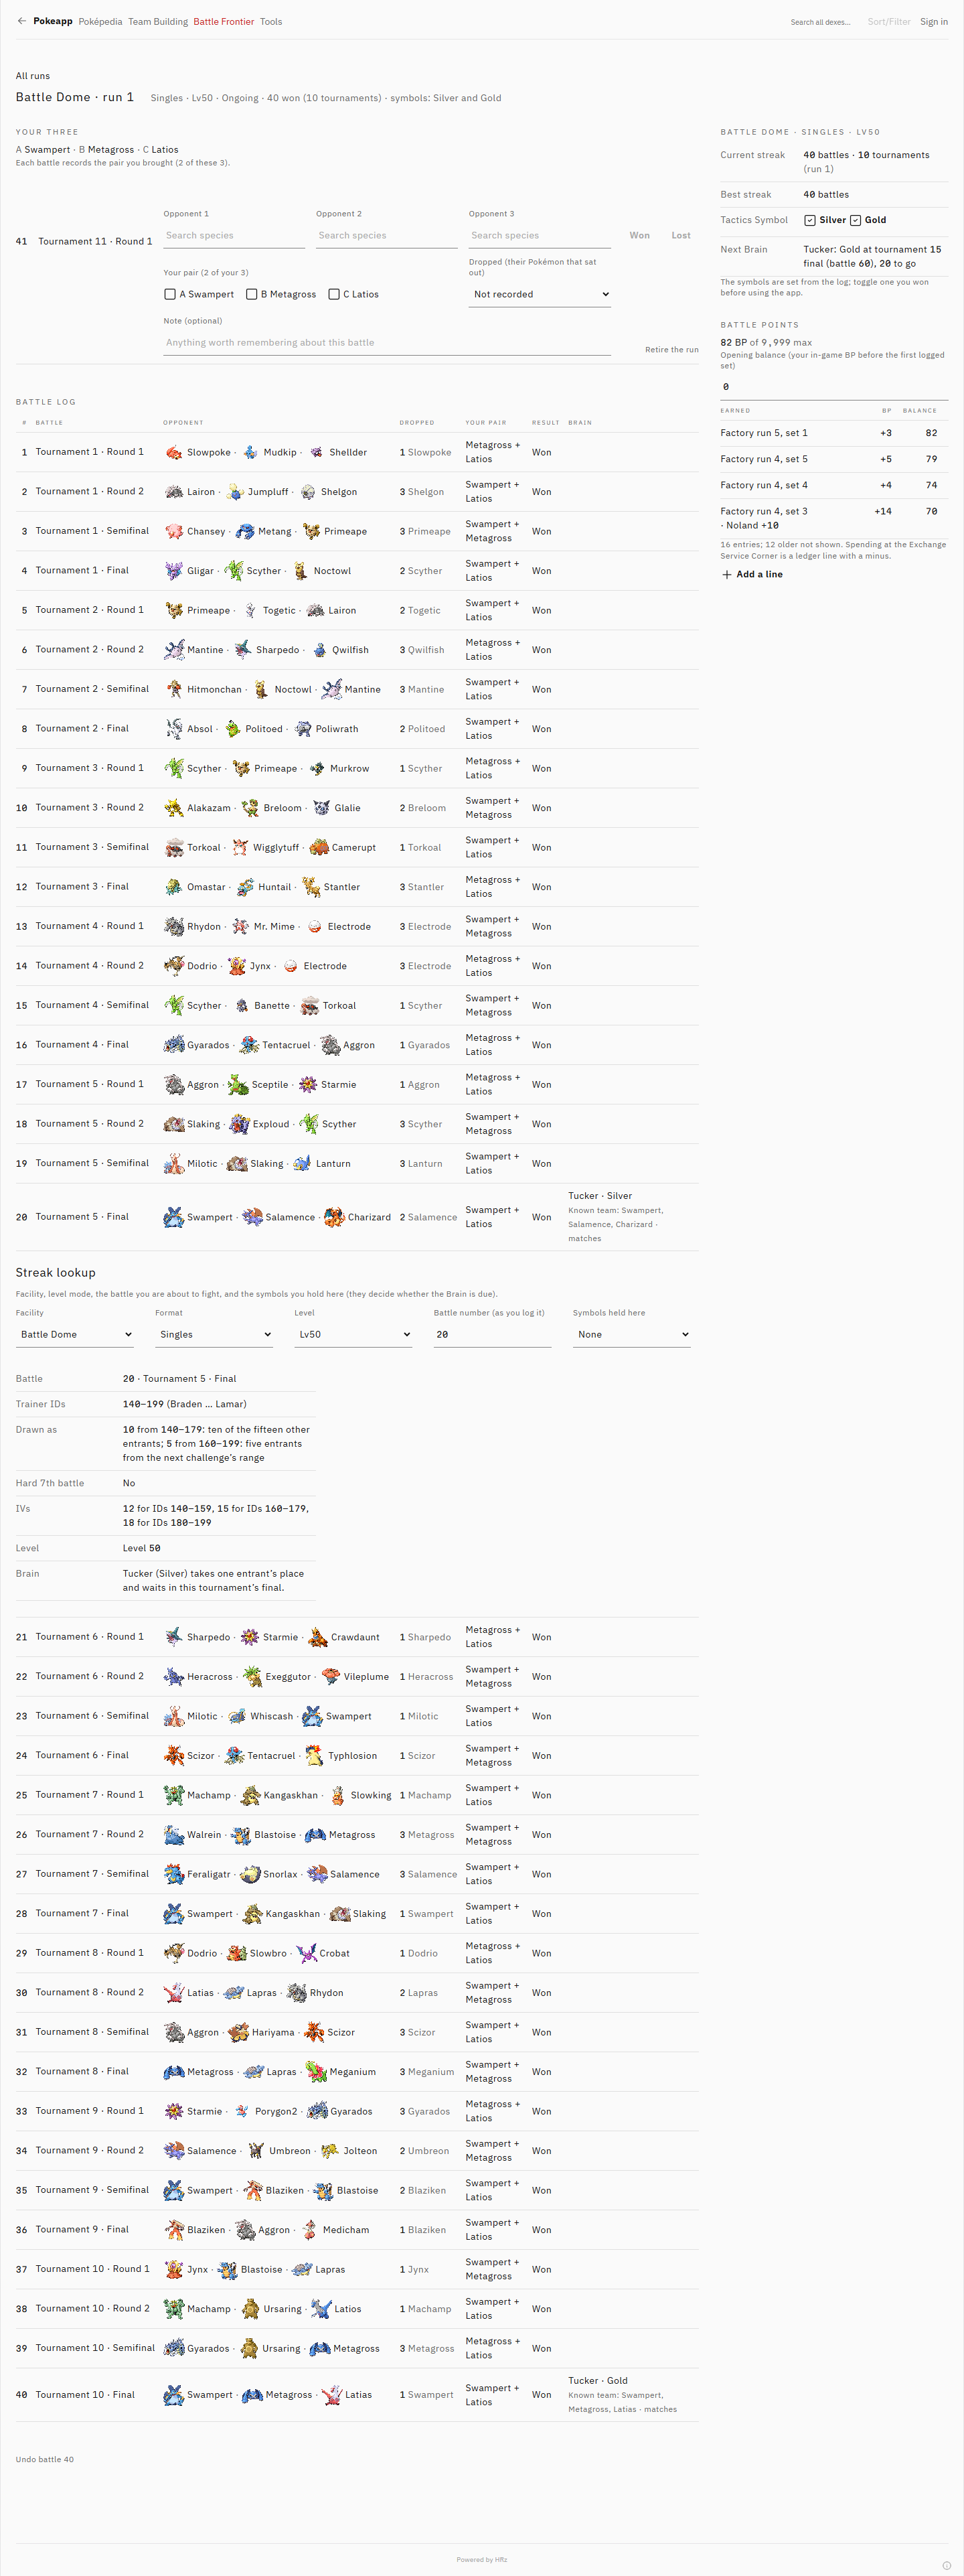 ← Pokeapp Poképedia Team Building Battle Frontier Tools Search all dexes... Sort/Filter Sign in
All runs
Battle Dome · run 1 Singles · Lv50 · Ongoing · 40 won (10 tournaments) · symbols: Silver and Gold
YOUR THREE
A Swampert · B Metagross · C Latios
Each battle records the pair you brought (2 of these 3).
Opponent 1 Opponent 2 Opponent 3
41 Tournament 11 · Round 1 Search species Search species Search species Won Lost
Your pair (2 of your 3) Dropped (their Pokémon that sat
out)
A Swampert B Metagross C Latios Not recorded
Note (optional)
Anything worth remembering about this battle
Retire the run
BATTLE DOME · SINGLES · LV50
Current streak 40 battles · 10 tournaments
(run 1)
Best streak 40 battles
Tactics Symbol Silver Gold
Next Brain Tucker: Gold at tournament 15
final (battle 60), 20 to go
The symbols are set from the log; toggle one you won
before using the app.
BATTLE POINTS
82 BP of 9,999 max
Opening balance (your in-game BP before the first logged
set)
0
EARNED BP BALANCE
Factory run 5, set 1 +3 82
Factory run 4, set 5 +5 79
Factory run 4, set 4 +4 74
Factory run 4, set 3 +14 70
· Noland +10
16 entries; 12 older not shown. Spending at the Exchange
Service Corner is a ledger line with a minus.
+ Add a line
BATTLE LOG
# BATTLE OPPONENT DROPPED YOUR PAIR RESULT BRAIN
1 Tournament 1 · Round 1 Slowpoke · Mudkip · Shellder 1 Slowpoke Metagross + Latios Won
2 Tournament 1 · Round 2 Lairon · Jumpluff · Shelgon 3 Shelgon Swampert + Latios Won
3 Tournament 1 · Semifinal Chansey · Metang · Primeape 3 Primeape Swampert + Metagross Won
4 Tournament 1 · Final Gligar · Scyther · Noctowl 2 Scyther Swampert + Latios Won
5 Tournament 2 · Round 1 Primeape · Togetic · Lairon 2 Togetic Swampert + Latios Won
6 Tournament 2 · Round 2 Mantine · Sharpedo · Qwilfish 3 Qwilfish Metagross + Latios Won
7 Tournament 2 · Semifinal Hitmonchan · Noctowl · Mantine 3 Mantine Swampert + Latios Won
8 Tournament 2 · Final Absol · Politoed · Poliwrath 2 Politoed Swampert + Latios Won
9 Tournament 3 · Round 1 Scyther · Primeape · Murkrow 1 Scyther Metagross + Latios Won
10 Tournament 3 · Round 2 Alakazam · Breloom · Glalie 2 Breloom Swampert + Metagross Won
11 Tournament 3 · Semifinal Torkoal · Wigglytuff · Camerupt 1 Torkoal Swampert + Latios Won
12 Tournament 3 · Final Omastar · Huntail · Stantler 3 Stantler Metagross + Latios Won
13 Tournament 4 · Round 1 Rhydon · Mr. Mime · Electrode 3 Electrode Swampert + Metagross Won
14 Tournament 4 · Round 2 Dodrio · Jynx · Electrode 3 Electrode Metagross + Latios Won
15 Tournament 4 · Semifinal Scyther · Banette · Torkoal 1 Scyther Swampert + Metagross Won
16 Tournament 4 · Final Gyarados · Tentacruel · Aggron 1 Gyarados Metagross + Latios Won
17 Tournament 5 · Round 1 Aggron · Sceptile · Starmie 1 Aggron Metagross + Latios Won
18 Tournament 5 · Round 2 Slaking · Exploud · Scyther 3 Scyther Swampert + Metagross Won
19 Tournament 5 · Semifinal Milotic · Slaking · Lanturn 3 Lanturn Swampert + Latios Won
20 Tournament 5 · Final Swampert · Salamence · Charizard 2 Salamence Swampert + Latios Won Tucker · Silver
Known team: Swampert,
Salamence, Charizard ·
matches
Streak lookup
Facility, level mode, the battle you are about to fight, and the symbols you hold here (they decide whether the Brain is due).
Facility Format Level Battle number (as you log it) Symbols held here
Battle Dome Singles Lv50 20 None
Battle 20 · Tournament 5 · Final
Trainer IDs 140–199 (Braden … Lamar)
Drawn as 10 from 140–179: ten of the fifteen other
entrants; 5 from 160–199: five entrants
from the next challenge’s range
Hard 7th battle No
IVs 12 for IDs 140–159, 15 for IDs 160–179,
18 for IDs 180–199
Level Level 50
Brain Tucker (Silver) takes one entrant’s place
and waits in this tournament’s final.
21 Tournament 6 · Round 1 Sharpedo · Starmie · Crawdaunt 1 Sharpedo Metagross + Latios Won
22 Tournament 6 · Round 2 Heracross · Exeggutor · Vileplume 1 Heracross Swampert + Metagross Won
23 Tournament 6 · Semifinal Milotic · Whiscash · Swampert 1 Milotic Swampert + Latios Won
24 Tournament 6 · Final Scizor · Tentacruel · Typhlosion 1 Scizor Swampert + Metagross Won
25 Tournament 7 · Round 1 Machamp · Kangaskhan · Slowking 1 Machamp Swampert + Latios Won
26 Tournament 7 · Round 2 Walrein · Blastoise · Metagross 3 Metagross Swampert + Metagross Won
27 Tournament 7 · Semifinal Feraligatr · Snorlax · Salamence 3 Salamence Swampert + Latios Won
28 Tournament 7 · Final Swampert · Kangaskhan · Slaking 1 Swampert Swampert + Latios Won
29 Tournament 8 · Round 1 Dodrio · Slowbro · Crobat 1 Dodrio Metagross + Latios Won
30 Tournament 8 · Round 2 Latias · Lapras · Rhydon 2 Lapras Swampert + Metagross Won
31 Tournament 8 · Semifinal Aggron · Hariyama · Scizor 3 Scizor Swampert + Latios Won
32 Tournament 8 · Final Metagross · Lapras · Meganium 3 Meganium Swampert + Metagross Won
33 Tournament 9 · Round 1 Starmie · Porygon2 · Gyarados 3 Gyarados Metagross + Latios Won
34 Tournament 9 · Round 2 Salamence · Umbreon · Jolteon 2 Umbreon Swampert + Metagross Won
35 Tournament 9 · Semifinal Swampert · Blaziken · Blastoise 2 Blaziken Swampert + Latios Won
36 Tournament 9 · Final Blaziken · Aggron · Medicham 1 Blaziken Swampert + Latios Won
37 Tournament 10 · Round 1 Jynx · Blastoise · Lapras 1 Jynx Swampert + Metagross Won
38 Tournament 10 · Round 2 Machamp · Ursaring · Latios 1 Machamp Swampert + Latios Won
39 Tournament 10 · Semifinal Gyarados · Ursaring · Metagross 3 Metagross Metagross + Latios Won
40 Tournament 10 · Final Swampert · Metagross · Latias 1 Swampert Swampert + Latios Won Tucker · Gold
Known team: Swampert,
Metagross, Latias · matches
Undo battle 40
Powered by HRz